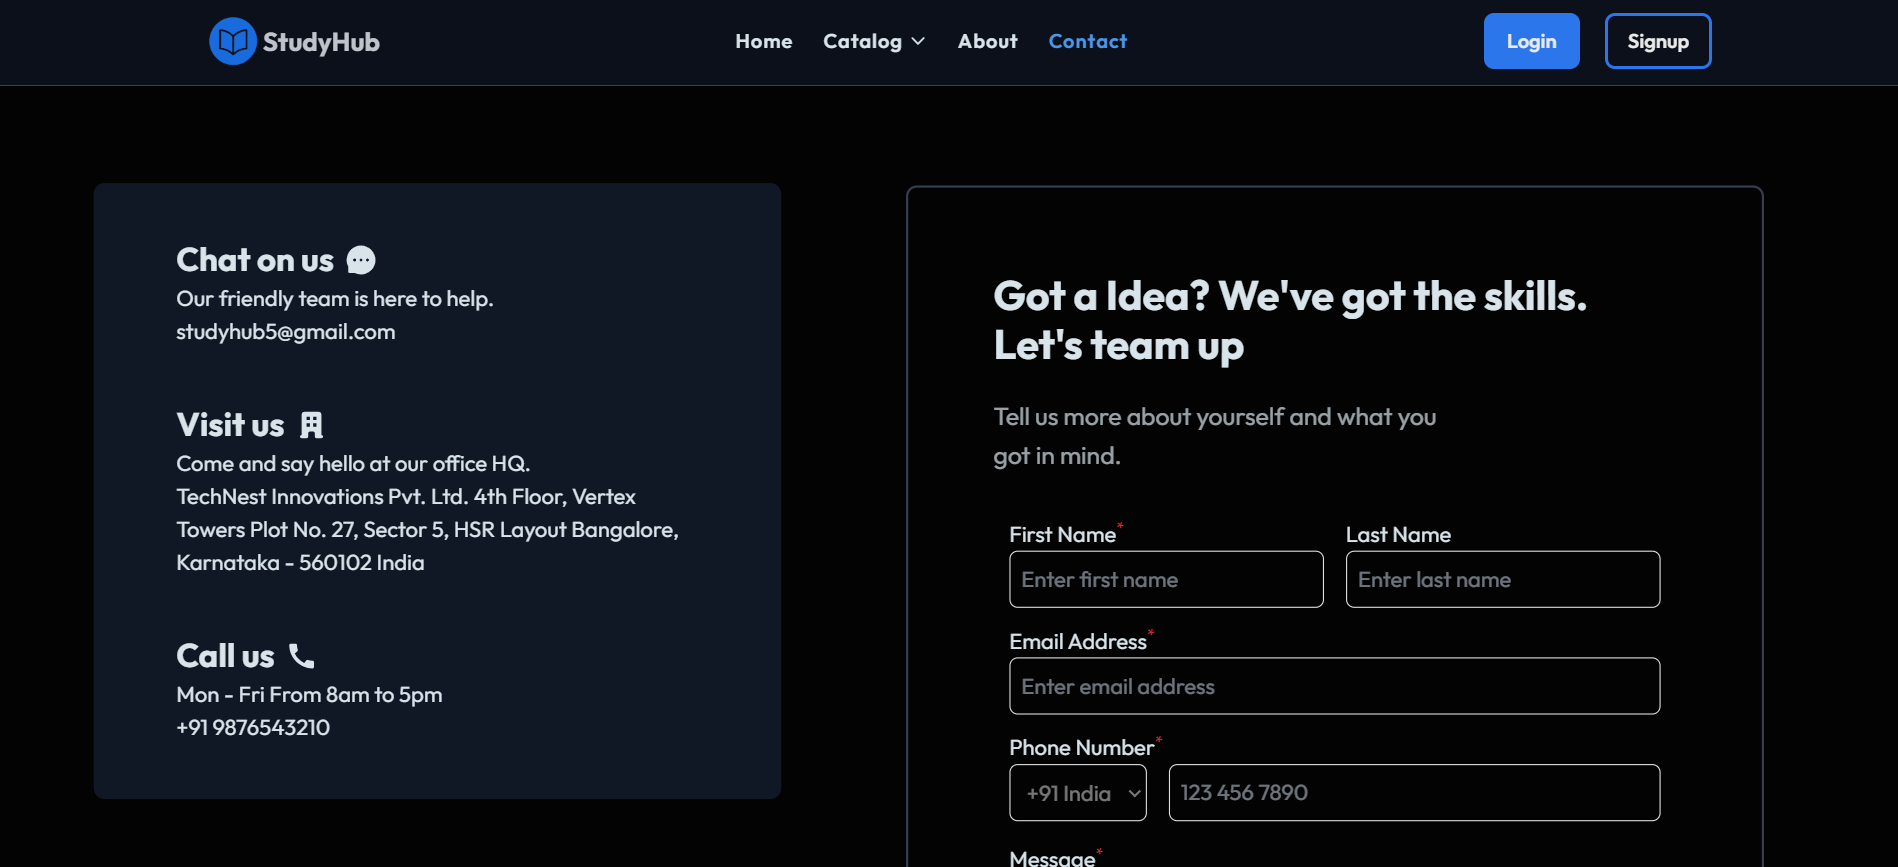 StudyHub
Home Catalog About Contact
Login Signup
Chat on us
Our friendly team is here to help.
studyhub5@gmail.com
Visit us
Come and say hello at our office HQ.
TechNest Innovations Pvt. Ltd. 4th Floor, Vertex
Towers Plot No. 27, Sector 5, HSR Layout Bangalore,
Karnataka - 560102 India
Call us
Mon - Fri From 8am to 5pm
+91 9876543210
Got a Idea? We've got the skills.
Let's team up
Tell us more about yourself and what you
got in mind.
First Name* Last Name
Enter first name Enter last name
Email Address*
Enter email address
Phone Number*
+91 India 123 456 7890
Message*